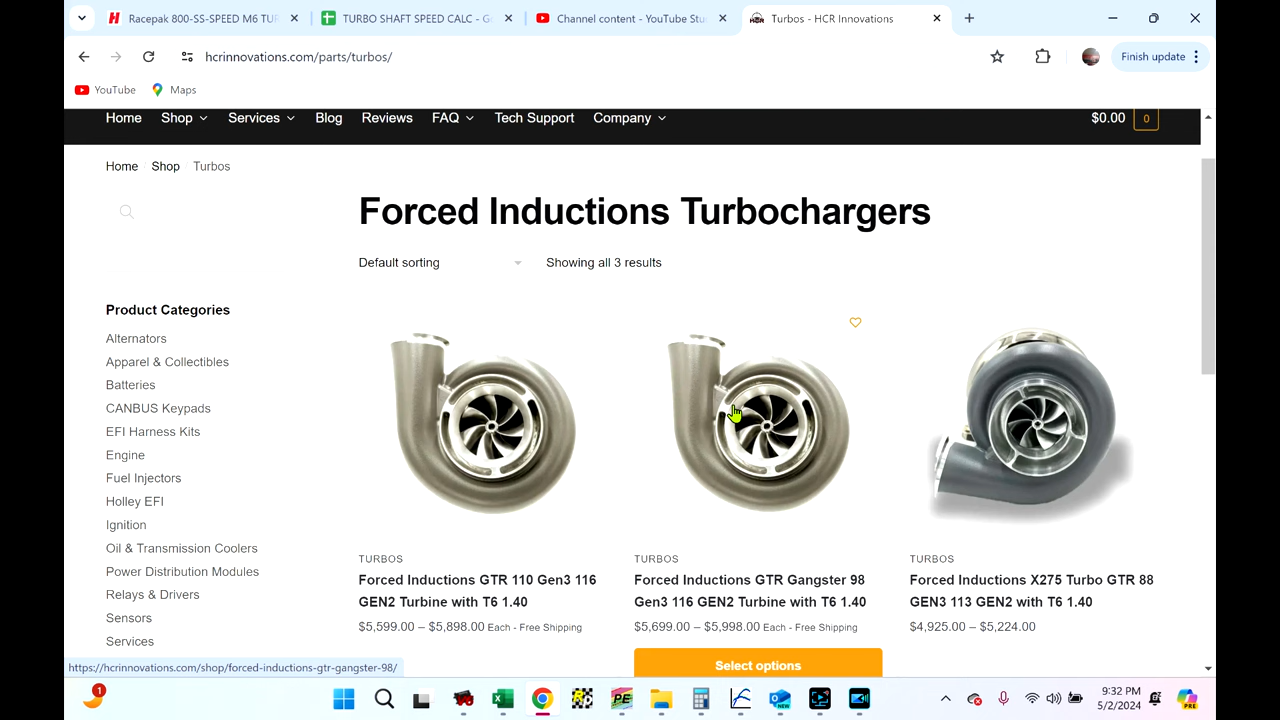 Racepak 800-SS-SPEED M6 TUR
TURBO SHAFT SPEED CALC - Go
Channel content - YouTube Stu
Turbos - HCR Innovations
hcrinnovations.com/parts/turbos/
Finish update
YouTube
Maps
Home
Shop
Services
Blog
Reviews
FAQ
Tech Support
Company
$0.00
0
Home Shop Turbos
Forced Inductions Turbochargers
Default sorting
Showing all 3 results
Product Categories
Alternators
Apparel & Collectibles
Batteries
CANBUS Keypads
EFI Harness Kits
Engine
Fuel Injectors
Holley EFI
Ignition
Oil & Transmission Coolers
Power Distribution Modules
Relays & Drivers
Sensors
Services
TURBOS
Forced Inductions GTR 110 Gen3 116
GEN2 Turbine with T6 1.40
$5,599.00 – $5,898.00 Each - Free Shipping
TURBOS
Forced Inductions GTR Gangster 98
Gen3 116 GEN2 Turbine with T6 1.40
$5,699.00 – $5,998.00 Each - Free Shipping
Select options
TURBOS
Forced Inductions X275 Turbo GTR 88
GEN3 113 GEN2 with T6 1.40
$4,925.00 – $5,224.00
https://hcrinnovations.com/shop/forced-inductions-gtr-gangster-98/
1
PE
NEW
9:32 PM
5/2/2024
PRE